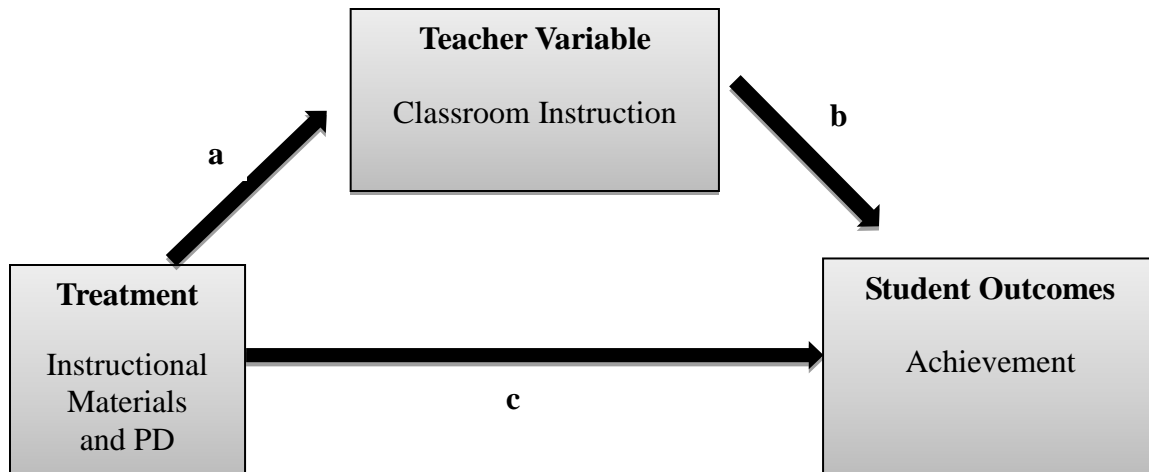 Teacher Variable
Classroom Instruction
a
b
Treatment
Instructional
Materials
and PD
c
Student Outcomes
Achievement